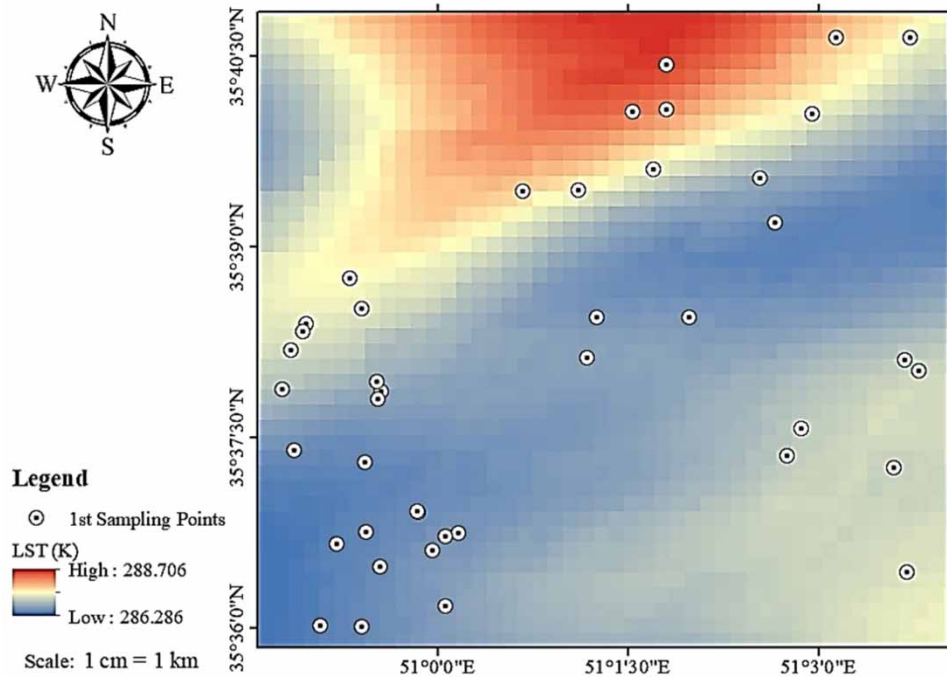 N
W E
S
35°40'30"N
35°39'0"N
35°37'30"N
35°36'0"N
Legend
1st Sampling Points
LST (K)
High : 288.706
Low : 286.286
Scale: 1 cm = 1 km
51°0'0"E 51°1'30"E 51°3'0"E